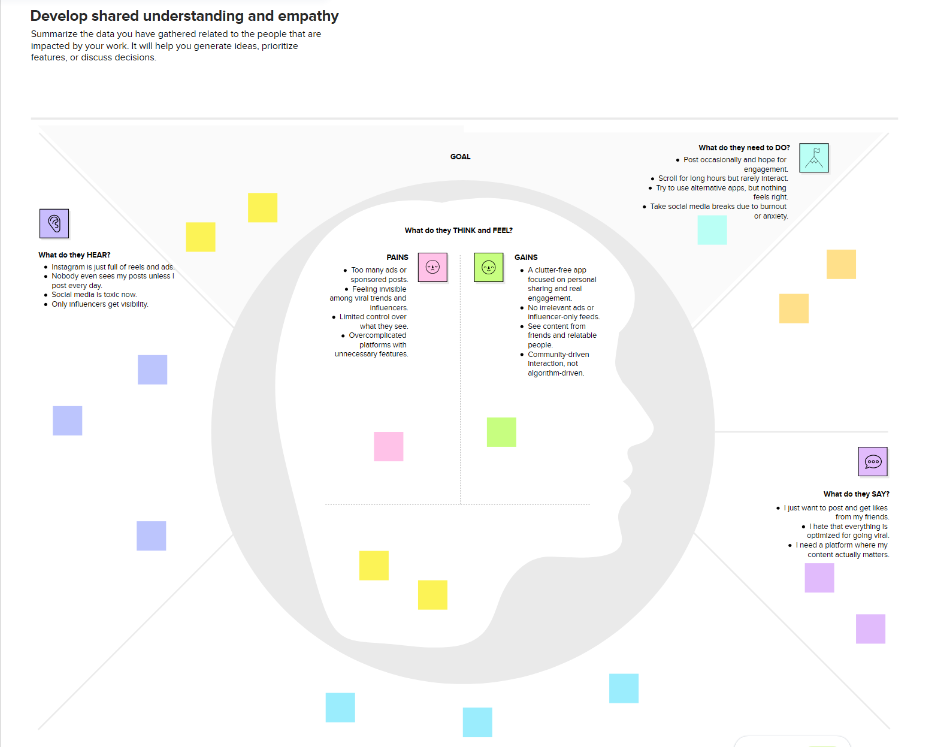 Develop shared understanding and empathy
Summarize the data you have gathered related to the people that are
impacted by your work. It will help you generate ideas, prioritize
features, or discuss decisions.
GOAL
What do they need to DO?
• Post occasionally and hope for
engagement.
• Scroll for long hours but rarely interact.
• Try to use alternative apps, but nothing
feels right.
• Take social media breaks due to burnout
or anxiety.
What do they HEAR?
• Instagram is just full of reels and ads.
• Nobody even sees my posts unless I
post every day.
• Social media is toxic now.
• Only influencers get visibility.
What do they THINK and FEEL?
PAINS
• Too many ads or
sponsored posts.
• Feeling invisible
among viral trends and
influencers.
• Limited control over
what they see.
• Overcomplicated
platforms with
unnecessary features.
GAINS
• A clutter-free app
focused on personal
sharing and real
engagement.
• No irrelevant ads or
influencer-only feeds.
• See content from
friends and relatable
people.
• Community-driven
interaction, not
algorithm-driven.
What do they SAY?
• I just want to post and get likes
from my friends.
• I hate that everything is
optimized for going viral.
• I need a platform where my
content actually matters.